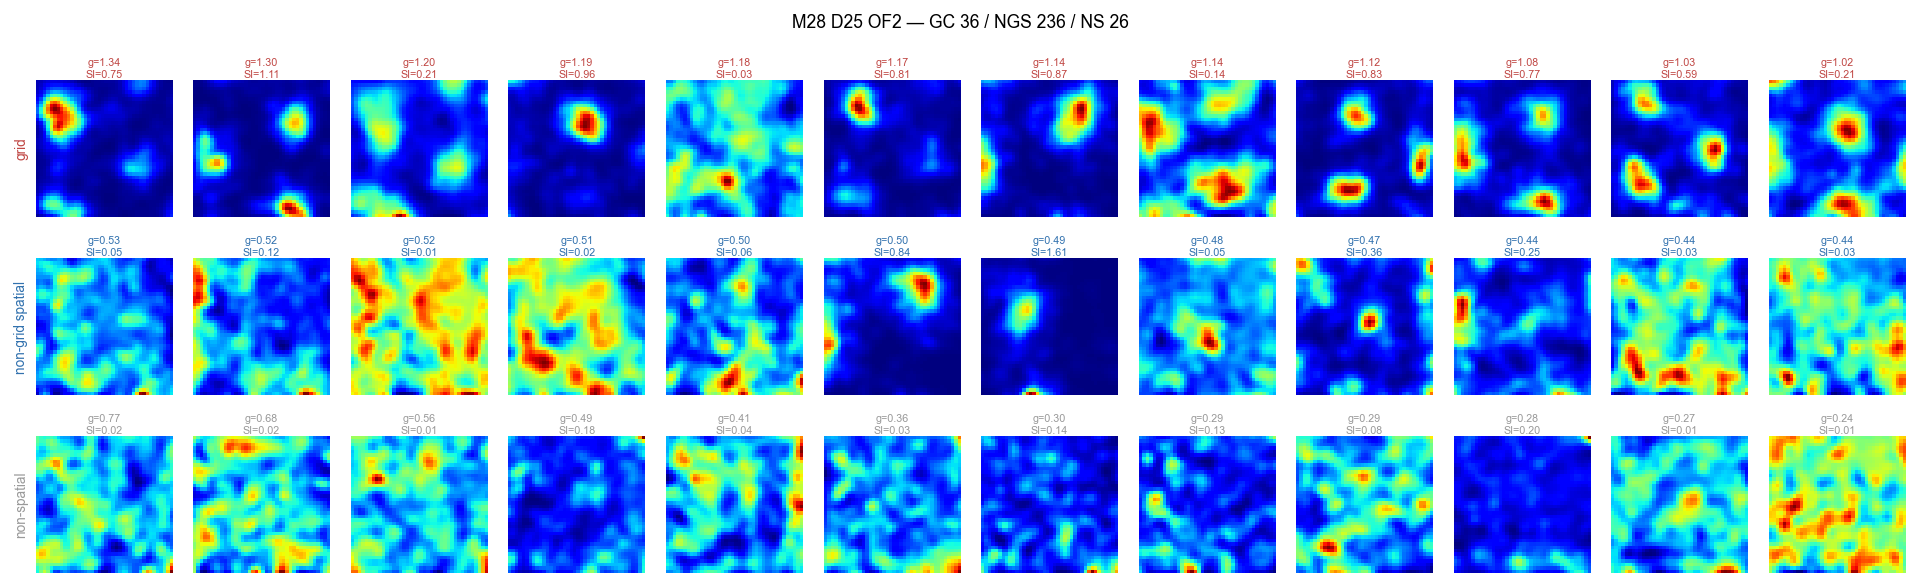 M28 D25 OF2 — GC 36 / NGS 236 / NS 26
g=1.34 g=1.30 g=1.20 g=1.19 g=1.18 g=1.17 g=1.14 g=1.14 g=1.12 g=1.08 g=1.03 g=1.02
SI=0.75 SI=1.11 SI=0.21 SI=0.96 SI=0.03 SI=0.81 SI=0.87 SI=0.14 SI=0.83 SI=0.77 SI=0.59 SI=0.21
grid
g=0.53 g=0.52 g=0.52 g=0.51 g=0.50 g=0.50 g=0.49 g=0.48 g=0.47 g=0.44 g=0.44 g=0.44
SI=0.05 SI=0.12 SI=0.01 SI=0.02 SI=0.06 SI=0.84 SI=1.61 SI=0.05 SI=0.36 SI=0.25 SI=0.03 SI=0.03
non-grid spatial
g=0.77 g=0.68 g=0.56 g=0.49 g=0.41 g=0.36 g=0.30 g=0.29 g=0.29 g=0.28 g=0.27 g=0.24
SI=0.02 SI=0.02 SI=0.01 SI=0.18 SI=0.04 SI=0.03 SI=0.14 SI=0.13 SI=0.08 SI=0.20 SI=0.01 SI=0.01
non-spatial